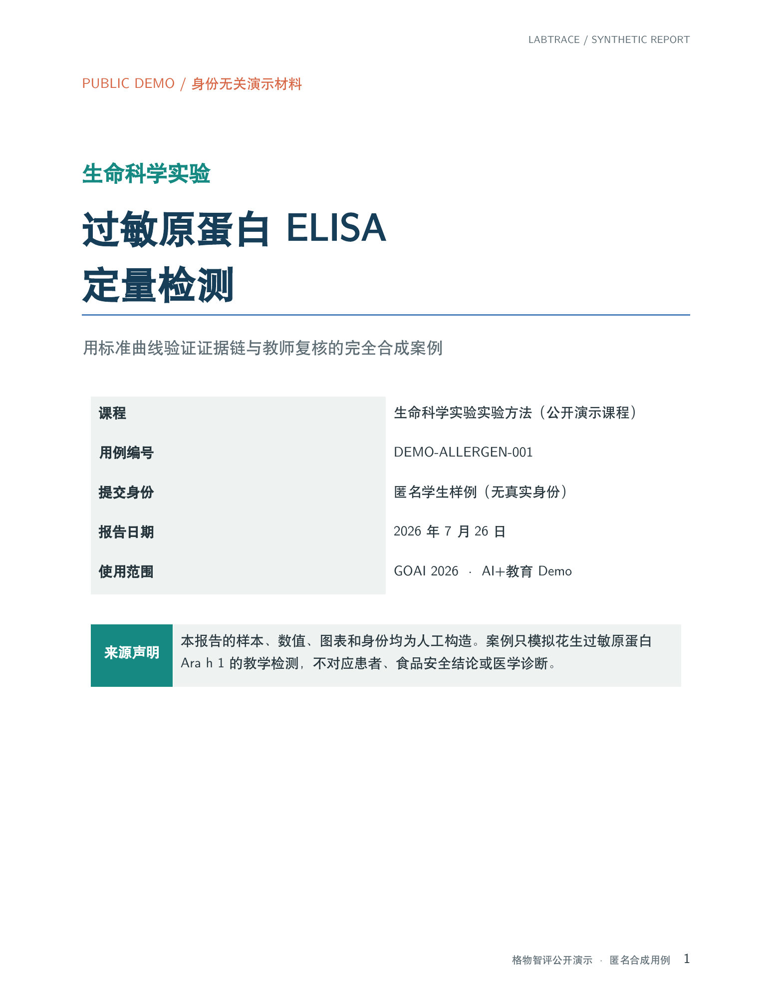 LABTRACE / SYNTHETIC REPORT
PUBLIC DEMO / 身份无关演示材料
生命科学实验
过敏原蛋白 ELISA
定量检测
用标准曲线验证证据链与教师复核的完全合成案例
课程 生命科学实验实验方法（公开演示课程）
用例编号 DEMO-ALLERGEN-001
提交身份 匿名学生样例（无真实身份）
报告日期 2026 年 7 月 26 日
使用范围 GOAI 2026 · AI+教育 Demo
来源声明
本报告的样本、数值、图表和身份均为人工构造。案例只模拟花生过敏原蛋白
Ara h 1 的教学检测，不对应患者、食品安全结论或医学诊断。
格物智评公开演示 · 匿名合成用例 1